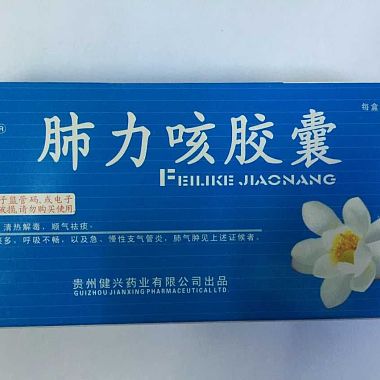 每盒
肺力咳胶囊
FEILIKE JIAONANG
子监管码,或电子
被揽,请勿购买使用
清热解毒,顺气祛痰。
多,呼吸不畅,以及急、慢性支气管炎,肺气肿见上述证候者。
贵州健兴药业有限公司出品
GUIZHOU JIANXING PHARMACEUTICAL LTD.